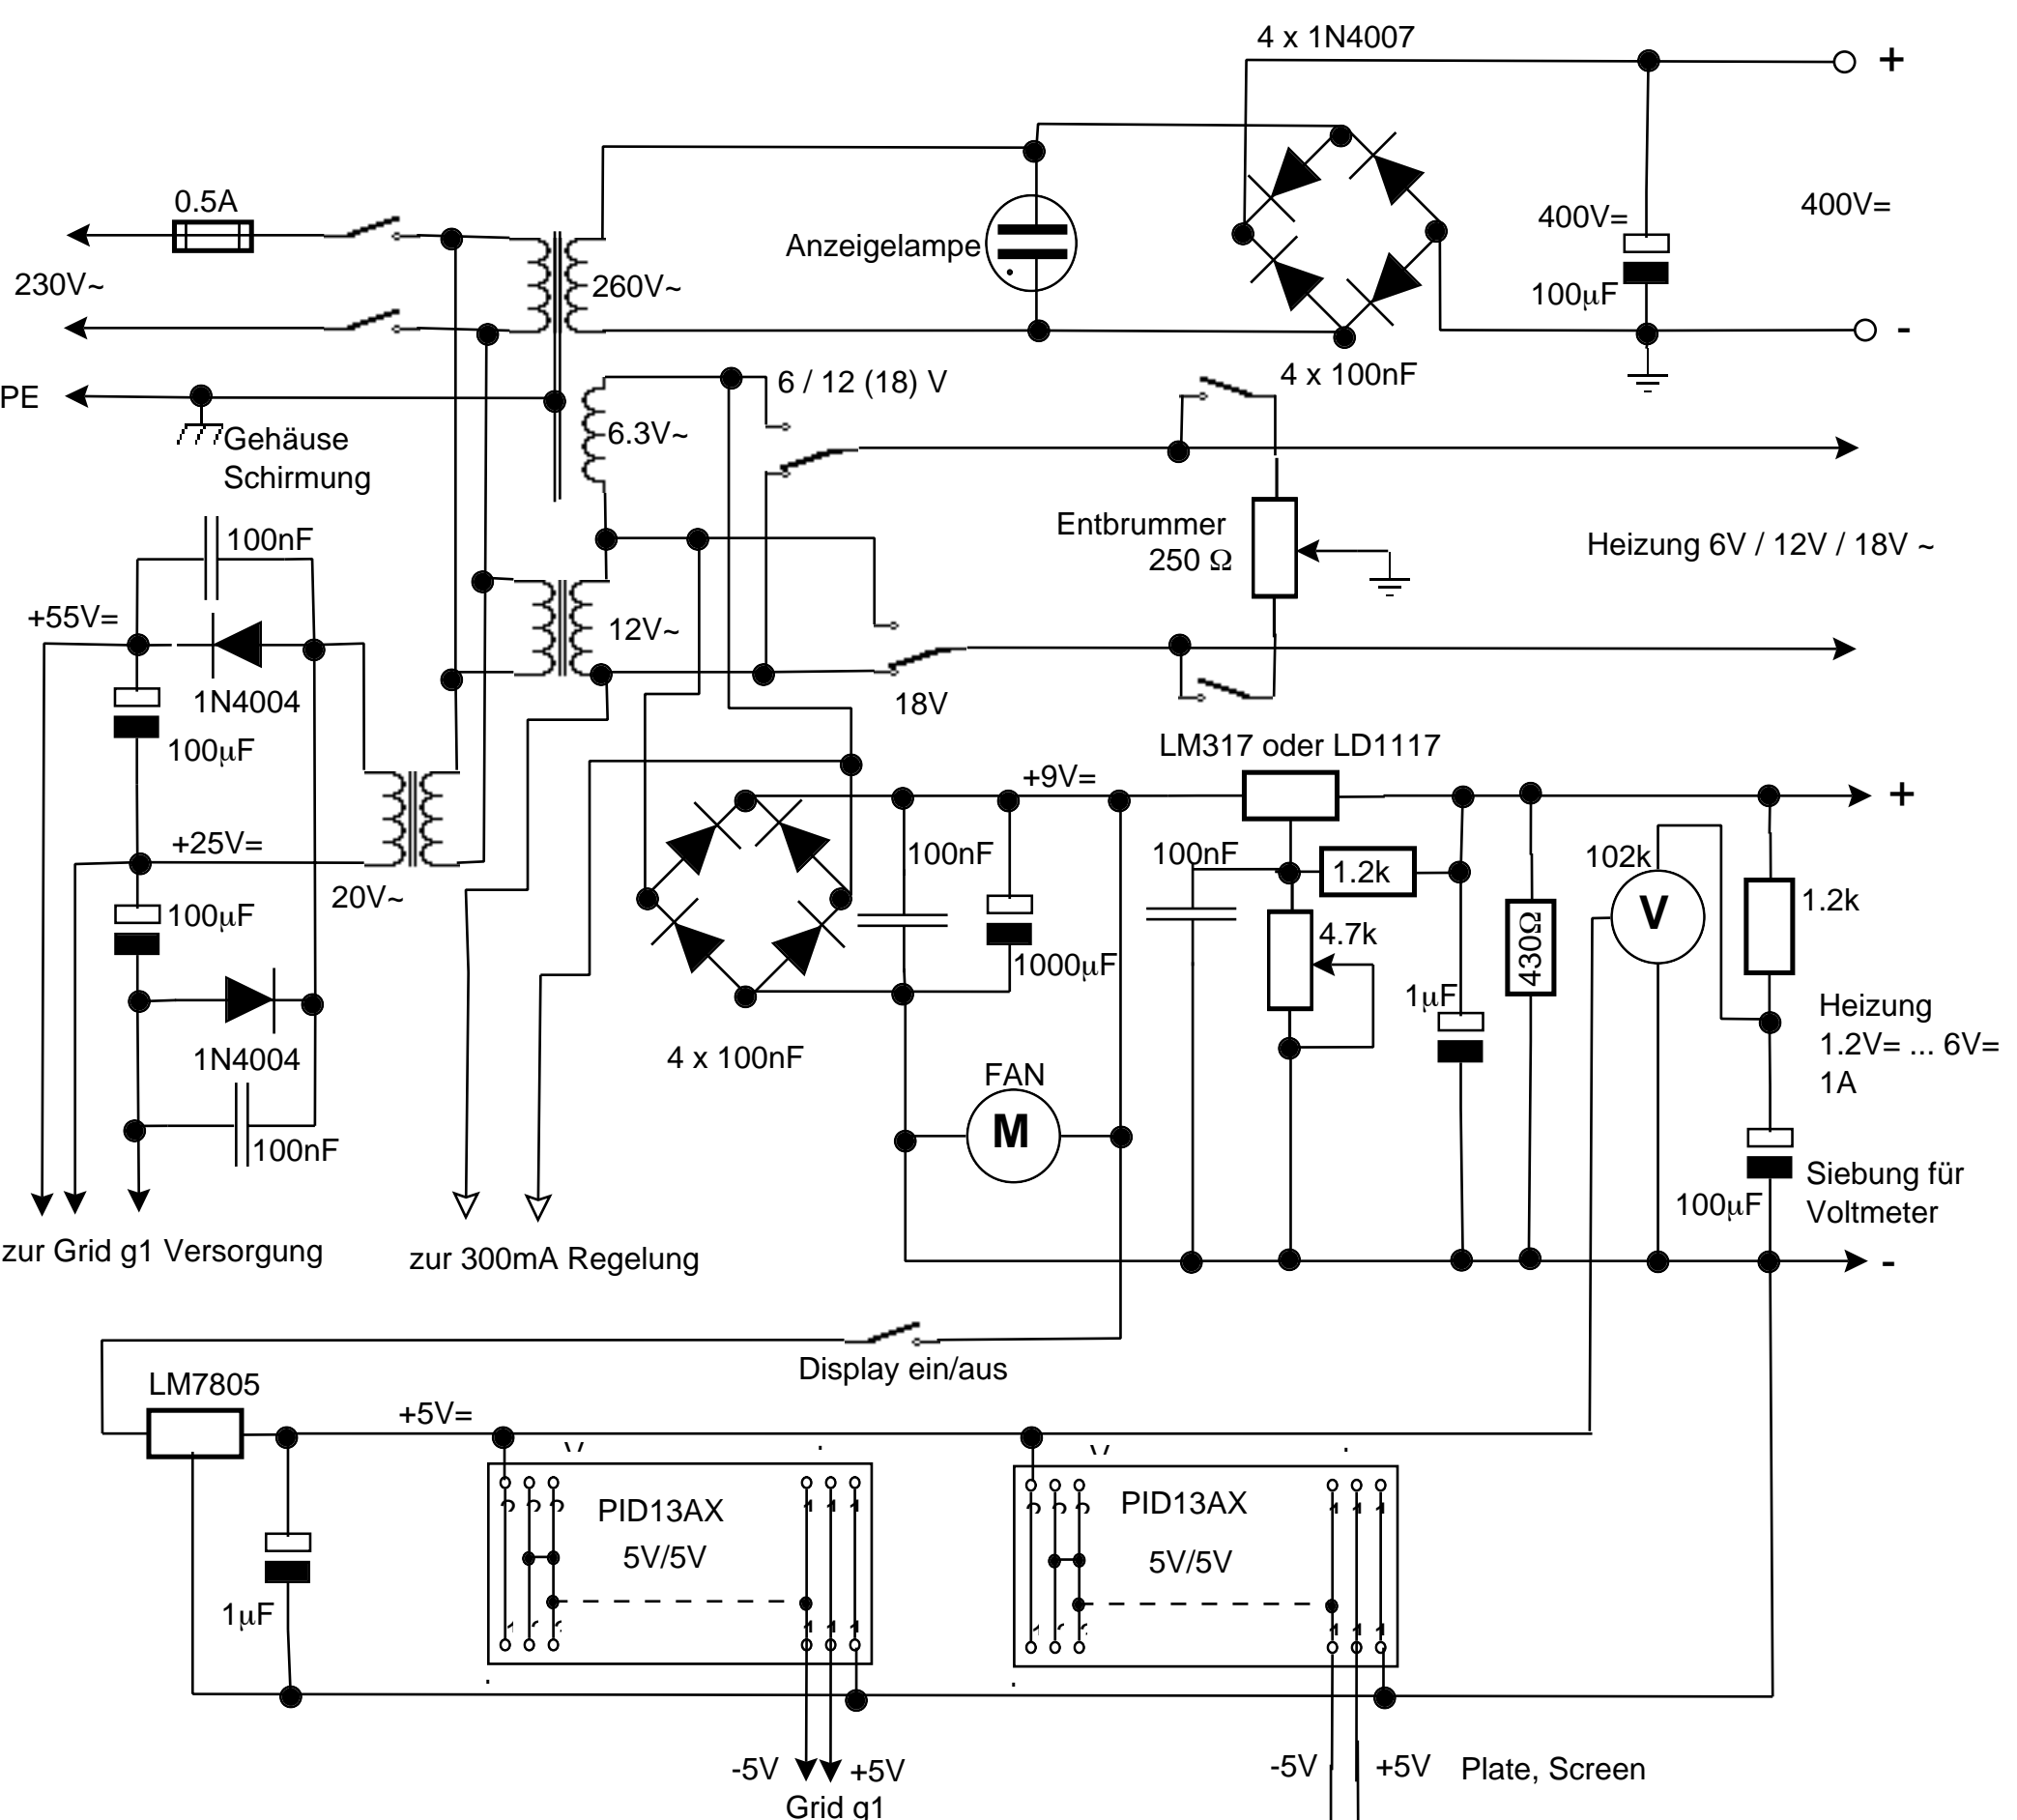 4 x 1N4007
+
0.5A
400V=
400V=
Anzeigelampe
230V~
260V~
100µF
-
4 x 100nF
6 / 12 (18) V
PE
6.3V~
Gehäuse
Schirmung
Entbrummer
250 Ω
Heizung 6V / 12V / 18V ~
100nF
+55V=
12V~
1N4004
18V
100µF
LM317 oder LD1117
+9V=
+
+25V=
100nF
100nF
102k
1.2k
20V~
100µF
1.2k
V
4.7k
430Ω
1000µF
1µF
Heizung
1.2V= ... 6V=
1A
1N4004
4 x 100nF
FAN
M
100nF
Siebung für
Voltmeter
100µF
zur Grid g1 Versorgung
zur 300mA Regelung
-
Display ein/aus
LM7805
+5V=
PID13AX
5V/5V
PID13AX
5V/5V
1µF
-5V
+5V
Grid g1
-5V
+5V
Plate, Screen